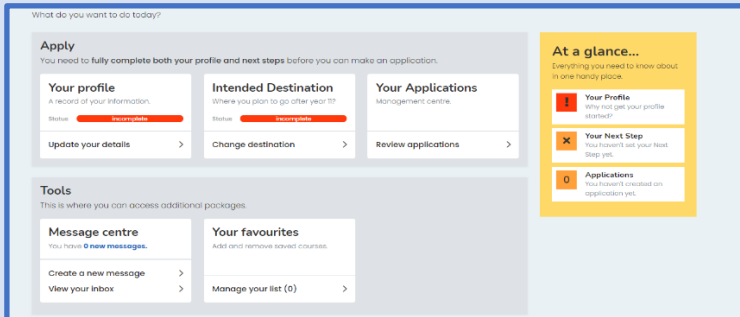 What do you want to do today?
Apply
You need to fully complete both your profile and next steps before you can make an application.
Your profile
A record of your information.
Status incomplete
Update your details
Intended Destination
Where you plan to go after year 11?
Status incomplete
Change destination
Your Applications
Management centre.
Review applications
Tools
This is where you can access additional packages.
Message centre
You have 0 new messages.
Create a new message
View your inbox
Your favourites
Add and remove saved courses.
Manage your list (0)
At a glance...
Everything you need to know about
in one handy place.
!
Your Profile
Why not get your profile
started?
Your Next Step
You haven't set your Next
Step yet.
0
Applications
You haven't created an
application yet.